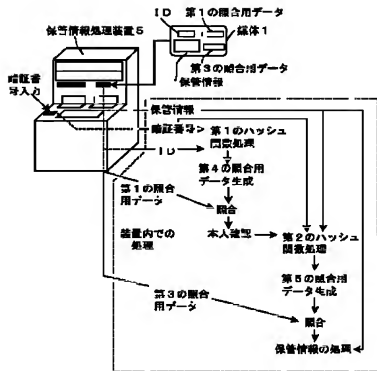 ID 第1の照合用データ
保管情報処理装置5
媒体1
第3の照合用データ
保管情報
暗証番号入力
保管情報
暗証番号
第1のハッシュ関数処理
ID
第4の照合用データ生成
第1の照合用データ
照合
装置内での処理
本人確認
第2のハッシュ関数処理
第5の照合用データ生成
第3の照合用データ
照合
保管情報の処理